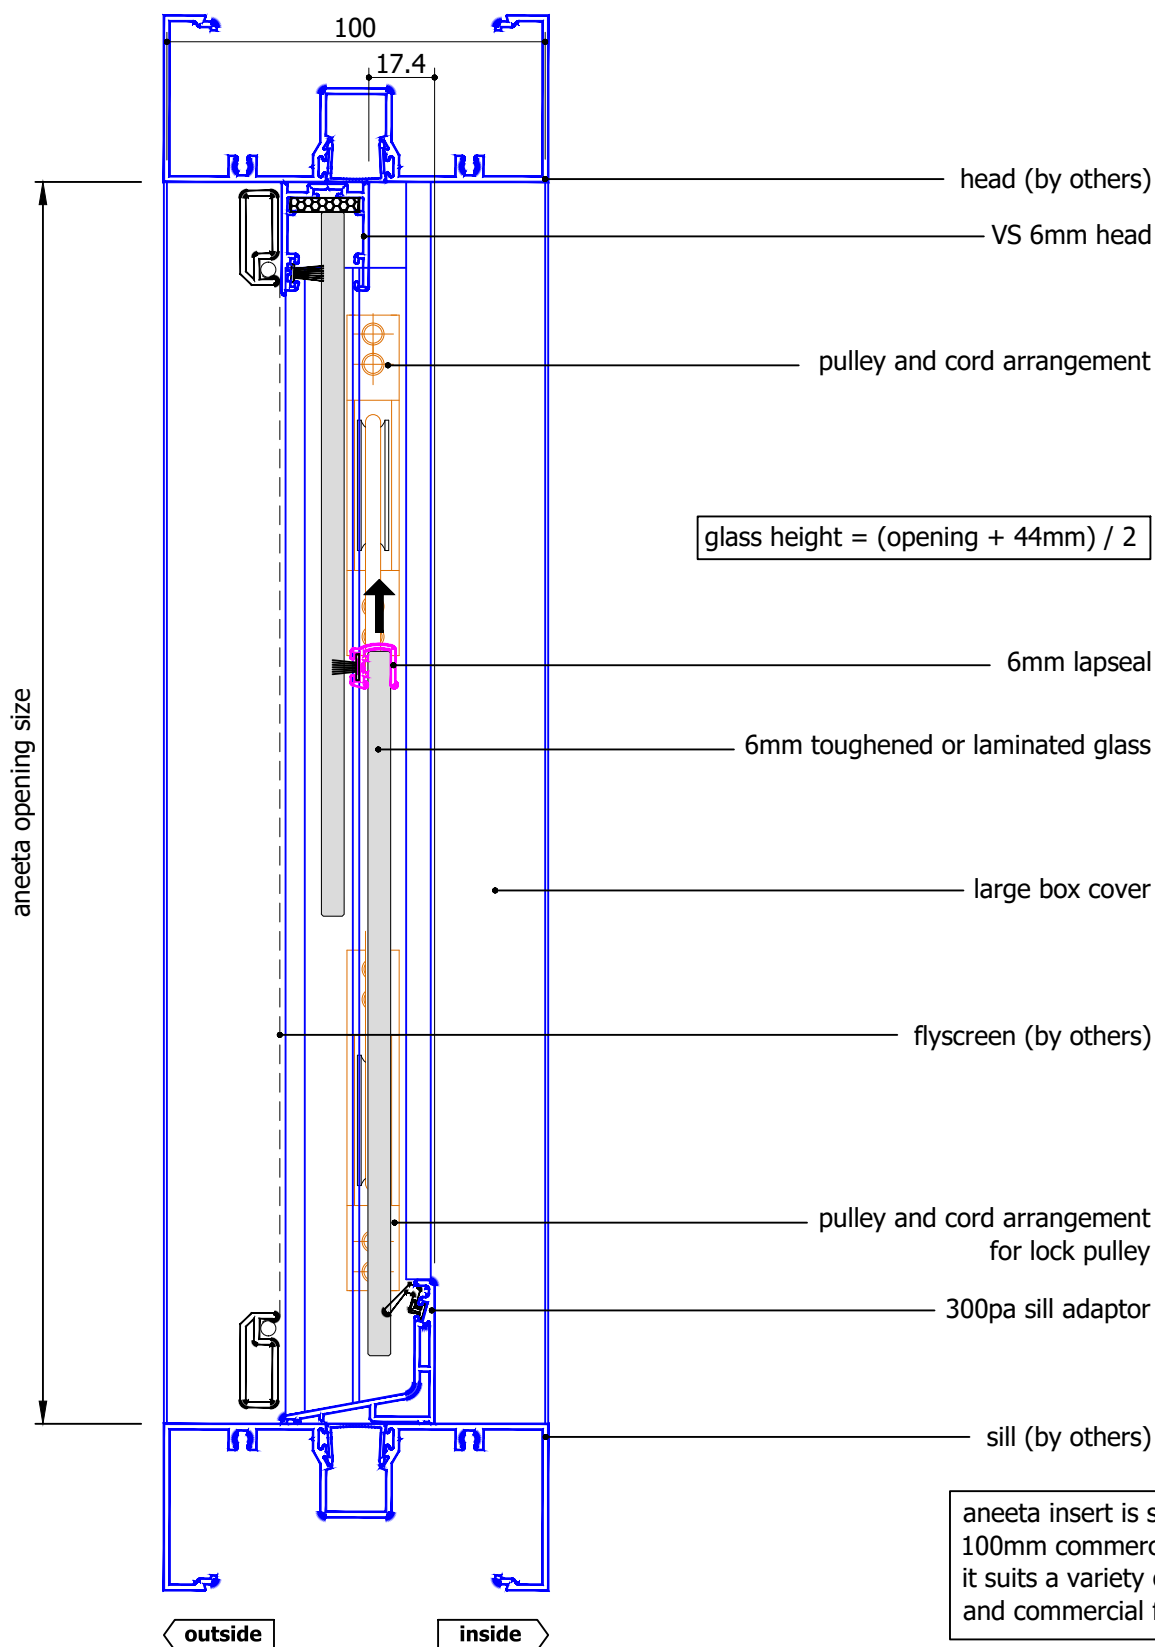 100
17.4
head (by others)
VS 6mm head
pulley and cord arrangement
glass height = (opening + 44mm) / 2
6mm lapseal
aneeta opening size
6mm toughened or laminated glass
large box cover
flyscreen (by others)
pulley and cord arrangement
for lock pulley
300pa sill adaptor
sill (by others)
aneeta insert is
100mm
it suits a variety
and commercial
outside
inside